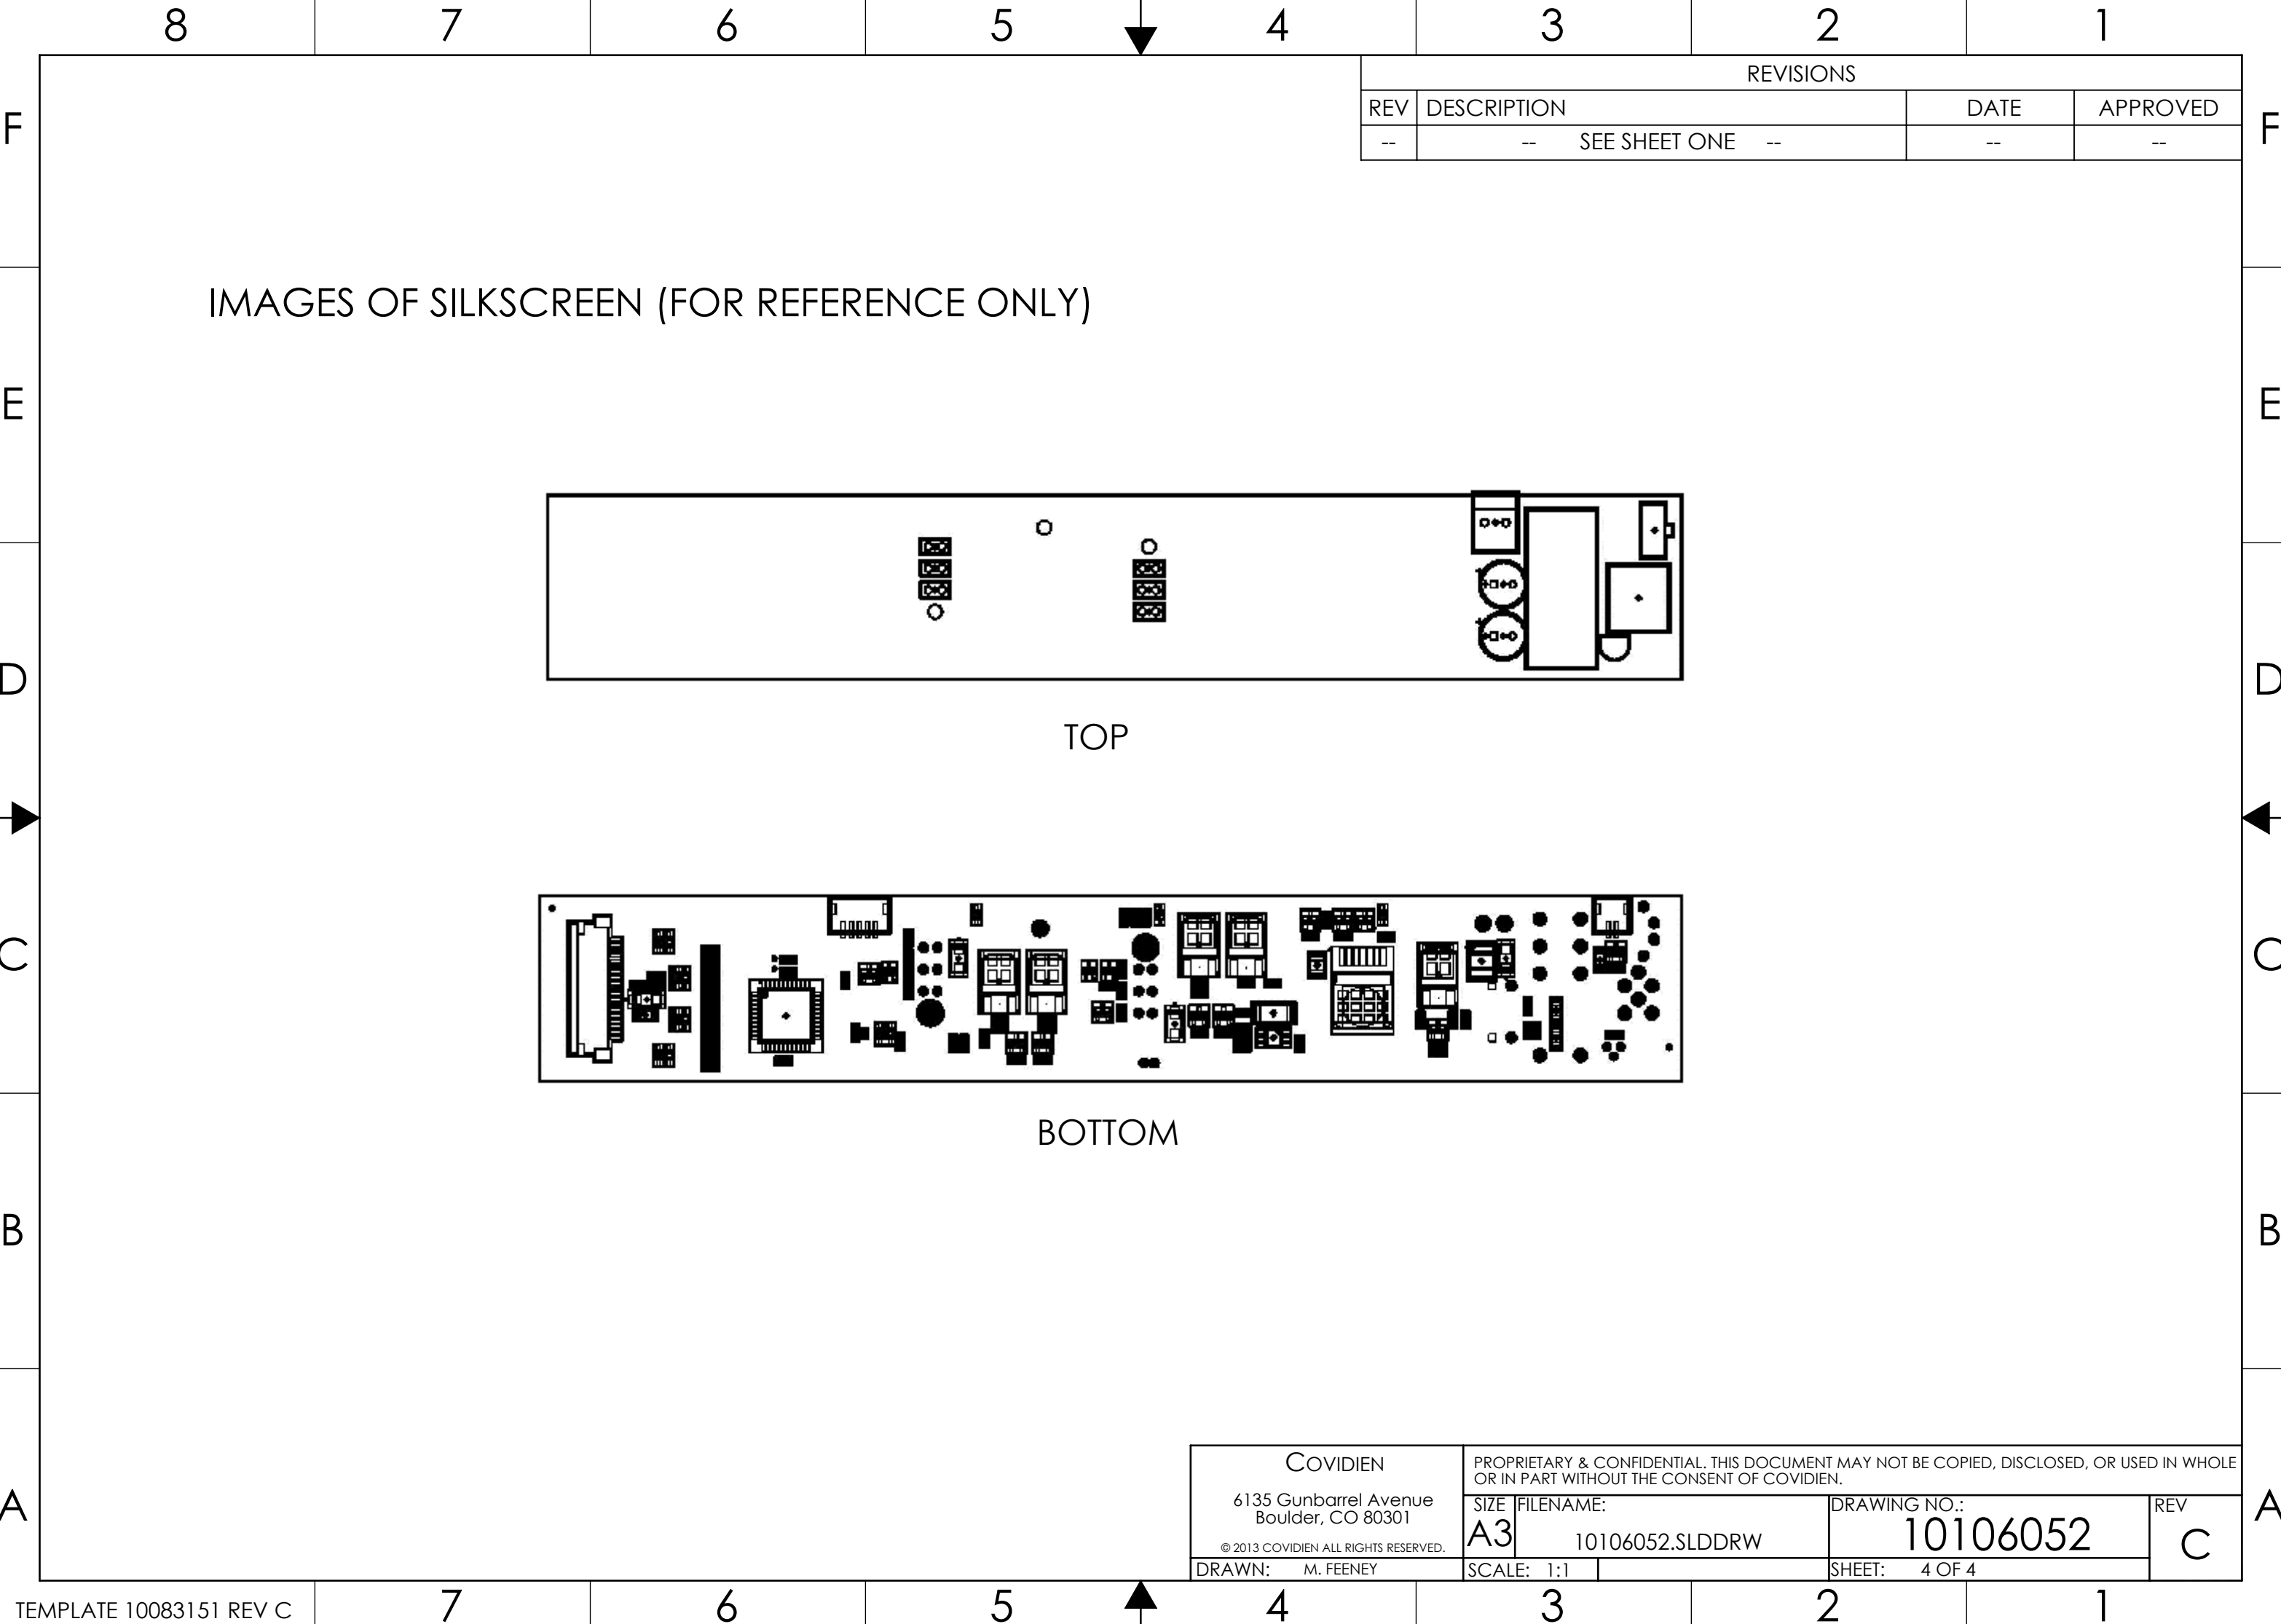 8 7 6 5 4 3 2 1
REVISIONS
REV DESCRIPTION DATE APPROVED
-- -- SEE SHEET ONE -- -- --
F F
IMAGES OF SILKSCREEN (FOR REFERENCE ONLY)
E E
D D
TOP
C C
BOTTOM
B B
A A
COVIDIEN
6135 Gunbarrel Avenue
Boulder, CO 80301
© 2013 COVIDIEN ALL RIGHTS RESERVED.
DRAWN: M. FEENEY
PROPRIETARY & CONFIDENTIAL. THIS DOCUMENT MAY NOT BE COPIED, DISCLOSED, OR USED IN WHOLE
OR IN PART WITHOUT THE CONSENT OF COVIDIEN.
SIZE FILENAME: DRAWING NO.: REV
A3 10106052.SLDDRW 10106052 C
SCALE: 1:1 SHEET: 4 OF 4
TEMPLATE 10083151 REV C 7 6 5 4 3 2 1